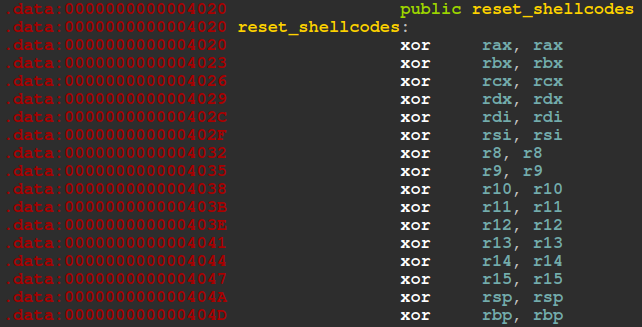 .data:0000000000004020 public reset_shellcodes
.data:0000000000004020 reset_shellcodes:
.data:0000000000004020 xor rax, rax
.data:0000000000004023 xor rbx, rbx
.data:0000000000004026 xor rcx, rcx
.data:0000000000004029 xor rdx, rdx
.data:000000000000402C xor rdi, rdi
.data:000000000000402F xor rsi, rsi
.data:0000000000004032 xor r8, r8
.data:0000000000004035 xor r9, r9
.data:0000000000004038 xor r10, r10
.data:000000000000403B xor r11, r11
.data:000000000000403E xor r12, r12
.data:0000000000004041 xor r13, r13
.data:0000000000004044 xor r14, r14
.data:0000000000004047 xor r15, r15
.data:000000000000404A xor rsp, rsp
.data:000000000000404D xor rbp, rbp